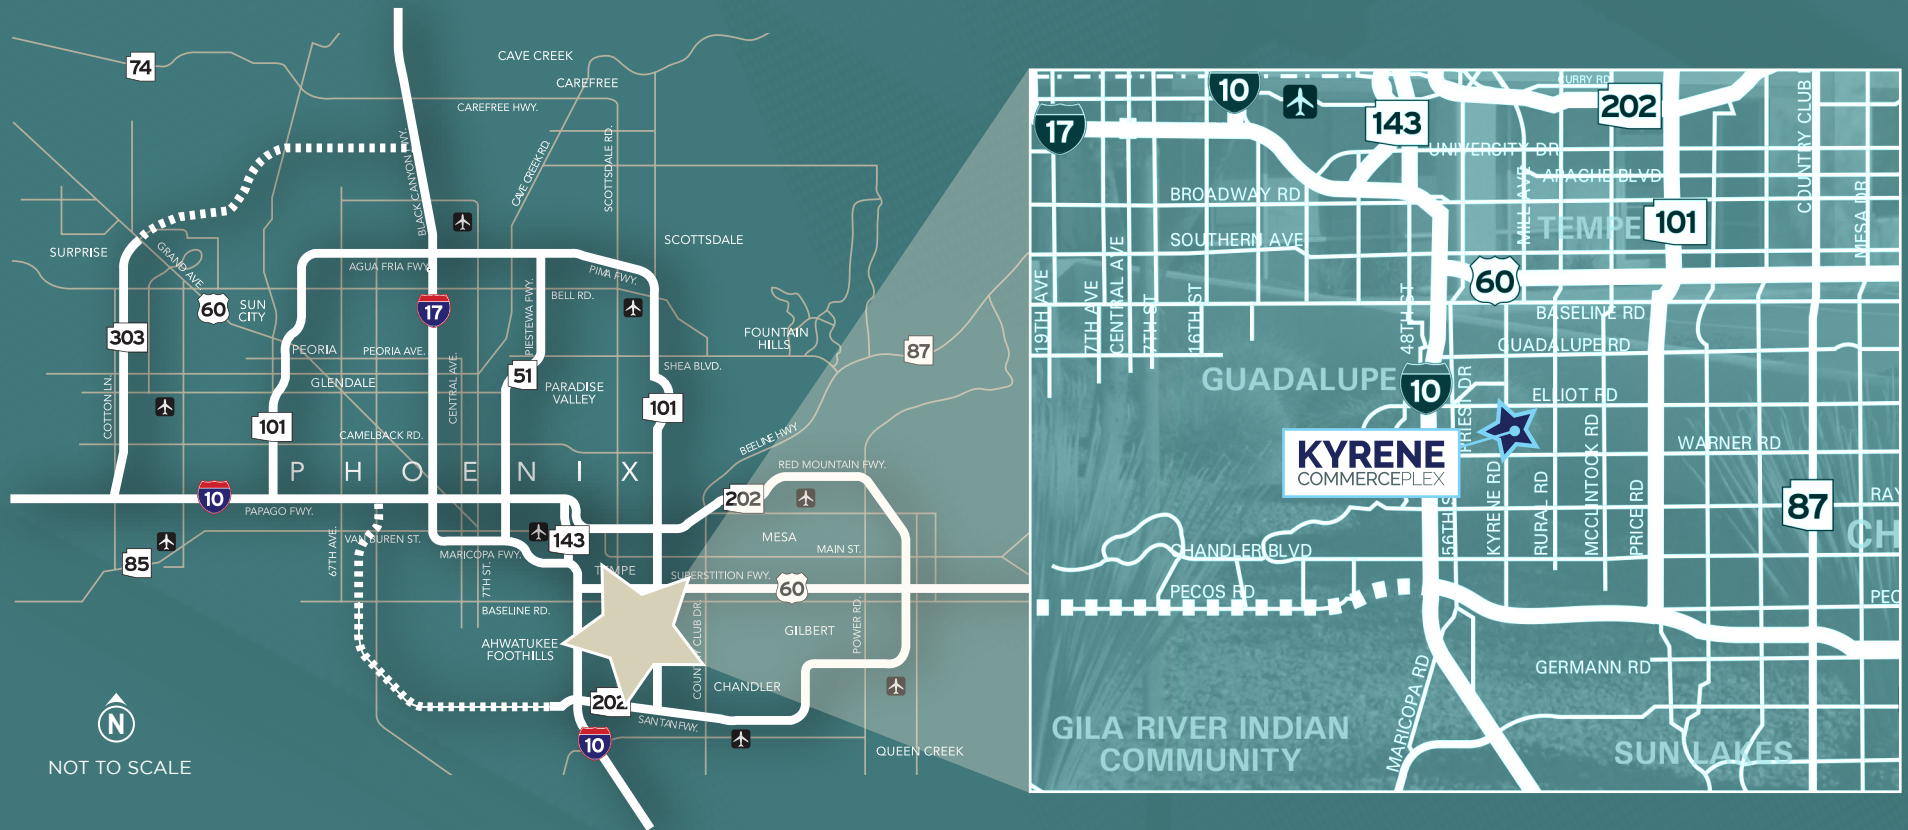 CAVE CREEK
CAREFREE
74
CAREFREE HWY.
BLACK CANYON FWY.
CAVE CREEK RD.
SCOTTSDALE RD.
SURPRISE
GRAND AVE.
SCOTTSDALE
AGUA FRIA FWY.
PIMA FWY.
60
SUN
CITY
17
BELL RD.
PIESTEWA FWY.
303
FOUNTAIN
HILLS
87
PEORIA
PEORIA AVE.
SHEA BLVD.
GLENDALE
CENTRAL AVE.
51
PARADISE
VALLEY
COTTON LN.
101
101
CAMELBACK RD.
BEELINE HWY
PHOENIX
RED MOUNTAIN FWY.
10
202
PAPAGO FWY.
67TH AVE.
VAN BUREN ST.
143
MESA
MAIN ST.
85
MARICOPA FWY.
7TH ST.
TEMPE
SUPERSTITION FWY.
60
BASELINE RD.
AHWATUKEE
FOOTHILLS
COUNTRY CLUB DR.
GILBERT
POWER RD.
CHANDLER
202
SANTAN FWY.
10
QUEEN CREEK
N
NOT TO SCALE
10
17
143
CURRY RD
202
COUNTRY CLUB
UNIVERSITY DR
APACHE BLVD
BROADWAY RD
MILL AVE
TEMPE
101
MESA DR
SOUTHERN AVE
60
19TH AVE
7TH AVE
CENTRAL AVE
7TH ST
16TH ST
48TH ST
BASELINE RD
GUADALUPE RD
GUADALUPE
10
PRIEST DR
ELLIOT RD
WARNER RD
KYRENE
COMMERCEPLEX
56TH S
KYRENE RD
RURAL RD
MCCLINTOCK RD
PRICE RD
87
RAY
CH
CHANDLER BLVD
PECOS RD
PEC
MARICOPA RD
GERMANN RD
GILA RIVER INDIAN
COMMUNITY
SUN LAKES